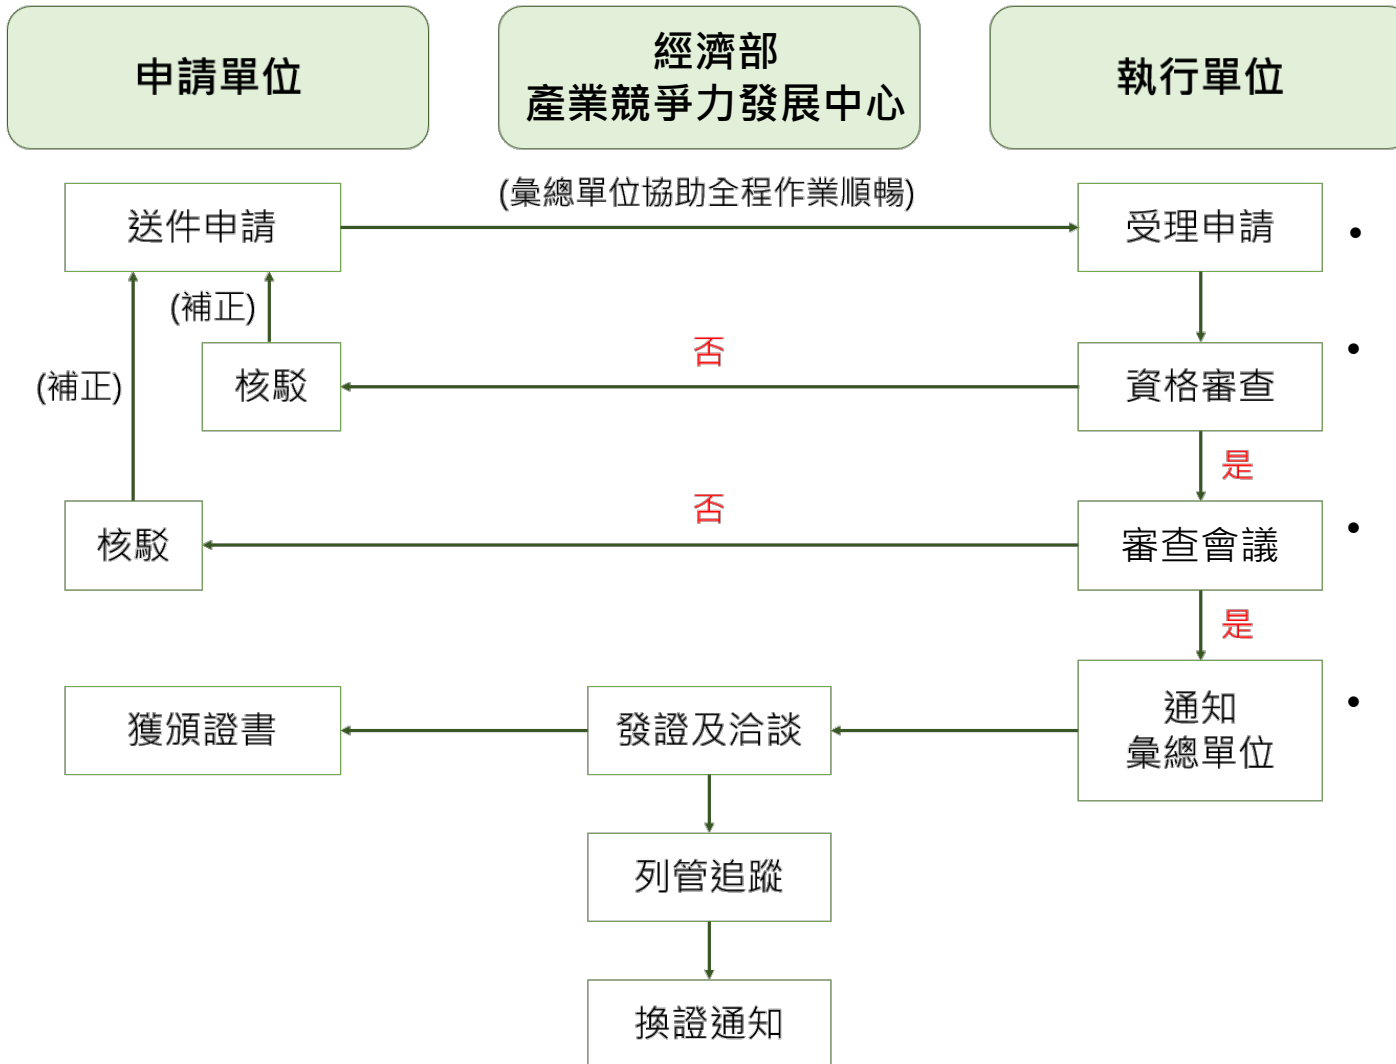 申請單位
經濟部
產業競爭力發展中心
執行單位
送件申請
(彙總單位協助全程作業順暢)
受理申請
•
(補正)
(補正)
核駁
否
資格審查
•
是
核駁
否
審查會議
•
是
獲頒證書
發證及洽談
通知
彙總單位
•
列管追蹤
換證通知